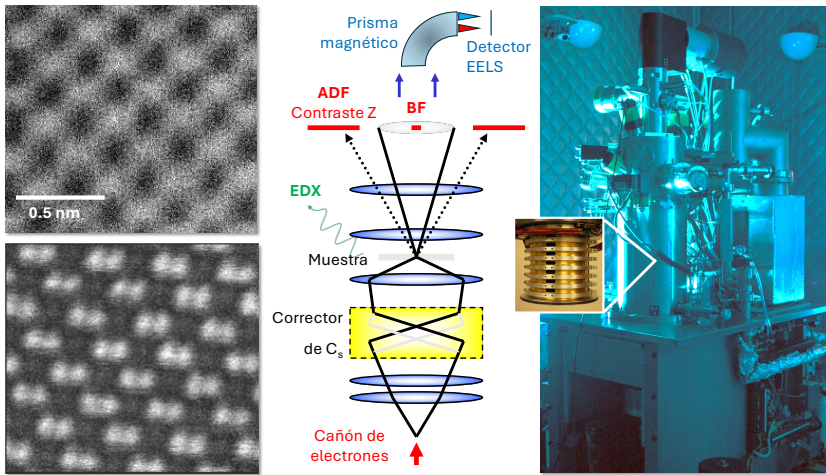 Prisma
magnético
Detector
EELS
ADF
Contraste Z
BF
0.5 nm
EDX
Muestra
Corrector
de Cₛ
Cañón de
electrones